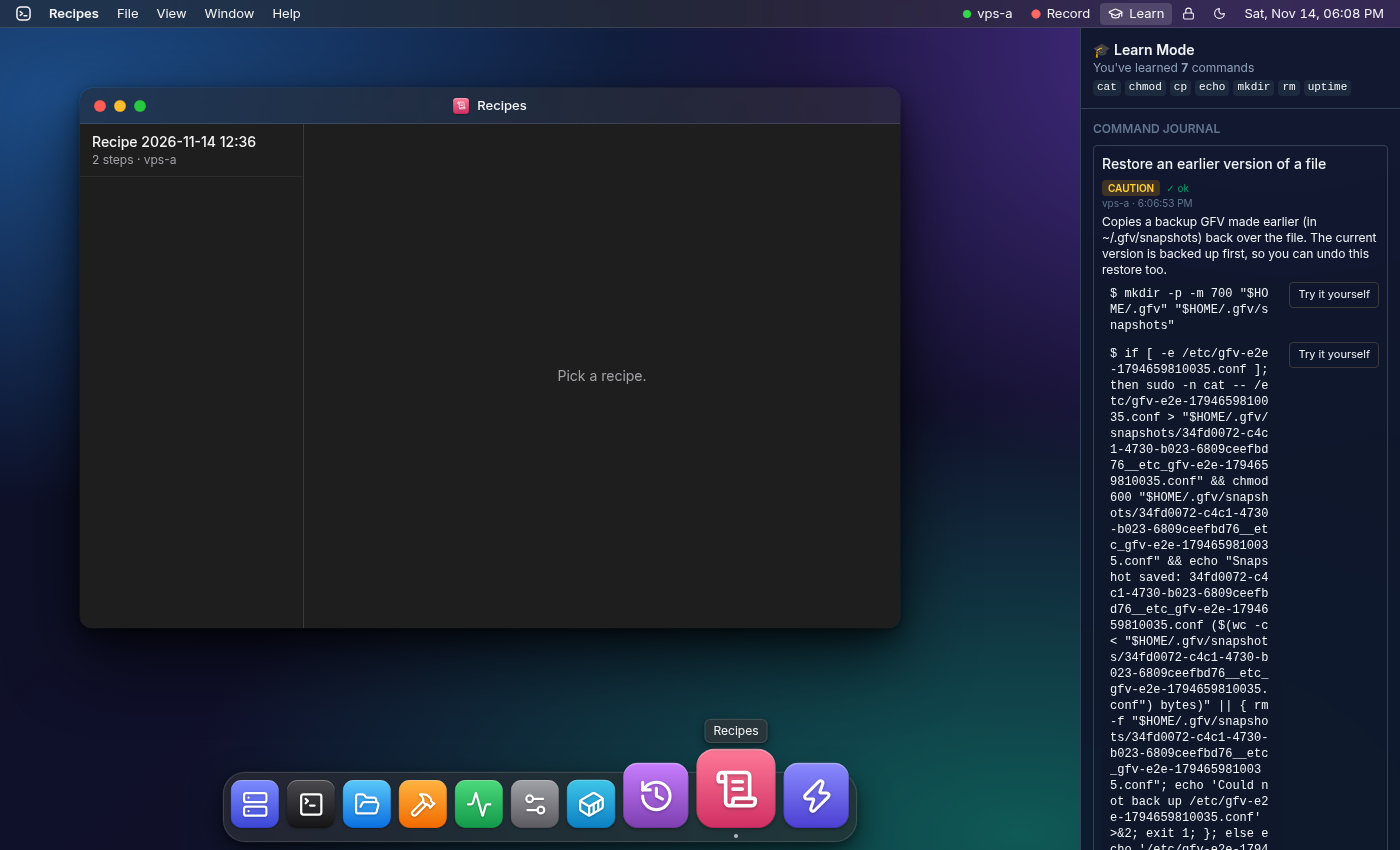 Recipes File View Window Help vps-a Record Learn Sat, Nov 14, 06:08 PM
Recipes
Recipe 2026-11-14 12:36
2 steps · vps-a
Pick a recipe.
Recipes
🎓 Learn Mode
You've learned 7 commands
cat chmod cp echo mkdir rm uptime
COMMAND JOURNAL
Restore an earlier version of a file
CAUTION ✓ ok
vps-a · 6:06:53 PM
Copies a backup GFV made earlier (in
~/.gfv/snapshots) back over the file. The current
version is backed up first, so you can undo this
restore too.
$ mkdir -p -m 700 "$HO
ME/.gfv" "$HOME/.gfv/s
napshots"
Try it yourself
$ if [ -e /etc/gfv-e2e
-1794659810035.conf ];
then sudo -n cat -- /e
tc/gfv-e2e-17946598100
35.conf > "$HOME/.gfv/
snapshots/34fd0072-c4c
1-4730-b023-6809ceefbd
76__etc_gfv-e2e-179465
9810035.conf" && chmod
600 "$HOME/.gfv/snapsh
ots/34fd0072-c4c1-4730
-b023-6809ceefbd76__et
c_gfv-e2e-179465981003
5.conf" && echo "Snaps
hot saved: 34fd0072-c4
c1-4730-b023-6809ceefb
d76__etc_gfv-e2e-17946
59810035.conf ($(wc -c
< "$HOME/.gfv/snapshot
s/34fd0072-c4c1-4730-b
023-6809ceefbd76__etc_
gfv-e2e-1794659810035.
conf") bytes)" || { rm
-f "$HOME/.gfv/snapsho
ts/34fd0072-c4c1-4730-
b023-6809ceefbd76__etc
_gfv-e2e-1794659810035
5.conf"; echo 'Could n
ot back up /etc/gfv-e2
e-1794659810035.conf'
>&2; exit 1; }; else e
cho '/etc/gfv-e2e-1794
Try it yourself